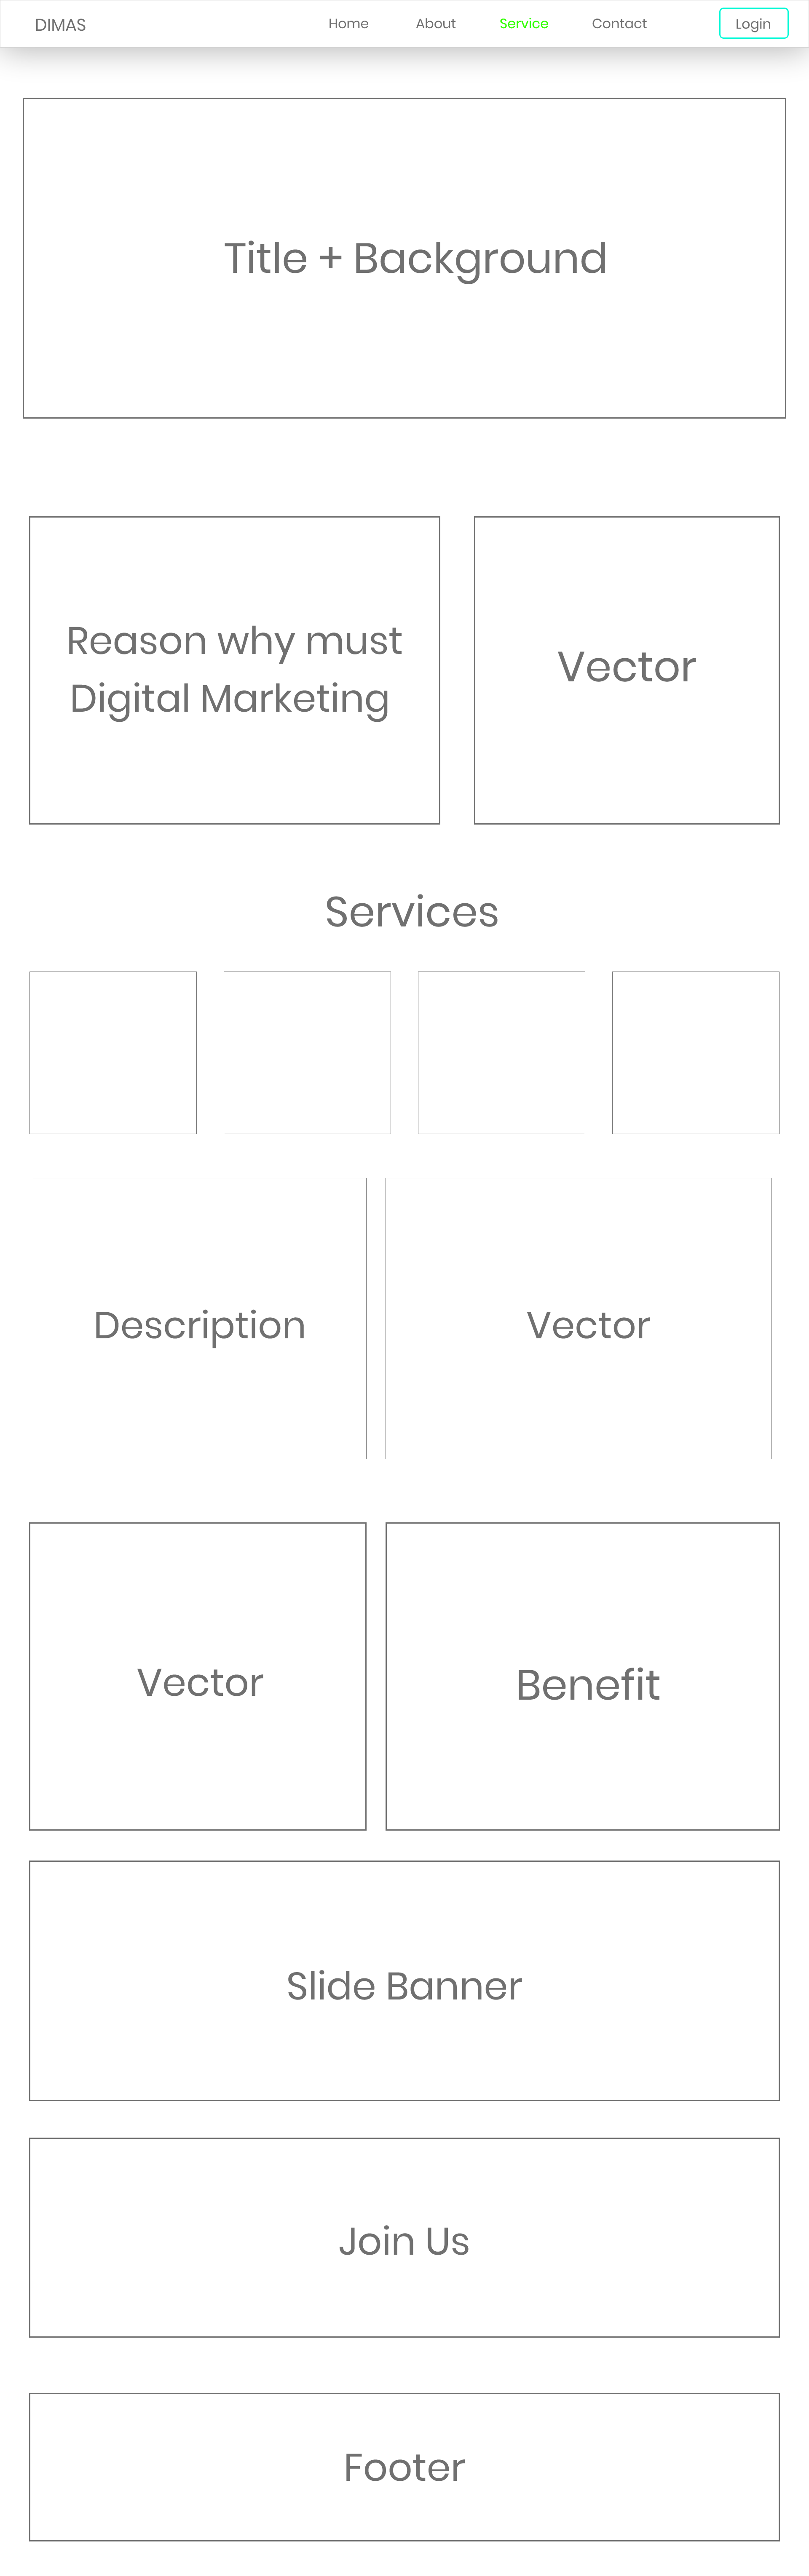 DIMAS
Home
About
Service
Contact
Login
Title + Background
Reason why must
Digital Marketing
Vector
Services
Description
Vector
Vector
Benefit
Slide Banner
Join Us
Footer